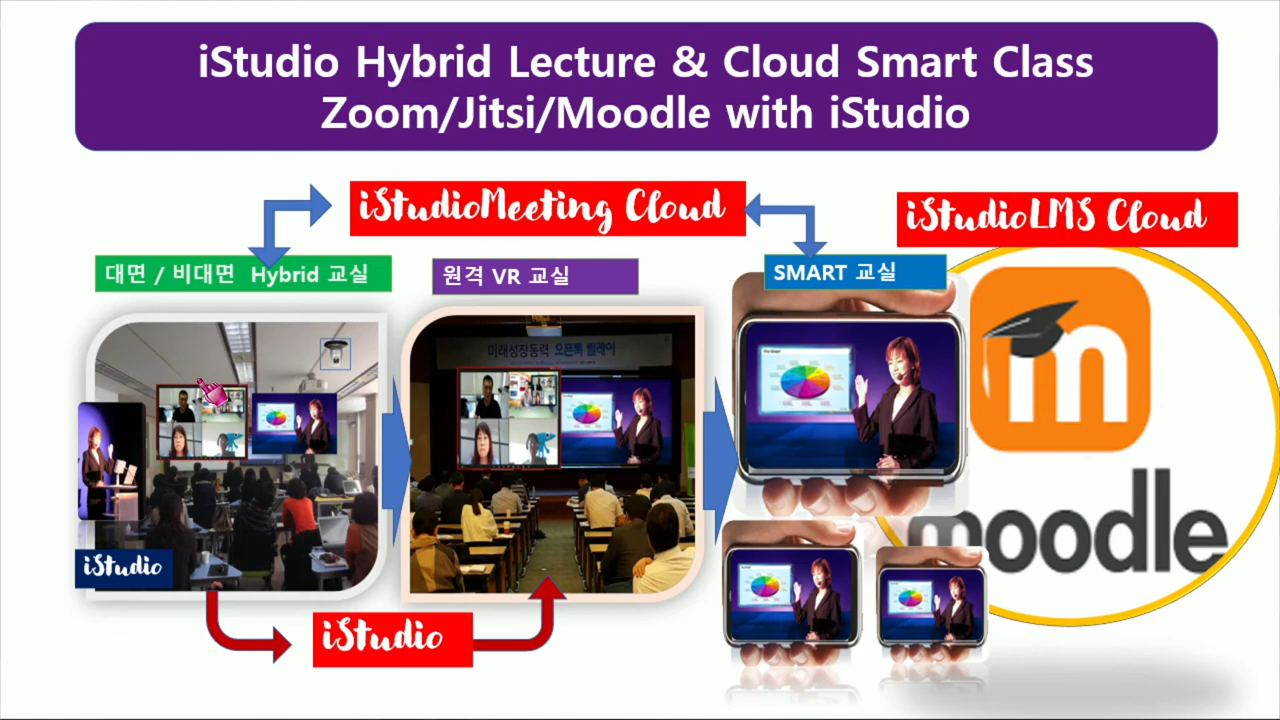 iStudio Hybrid Lecture & Cloud Smart Class
Zoom/Jitsi/Moodle with iStudio
iStudioMeeting Cloud
iStudioLMS Cloud
대면 / 비대면 Hybrid 교실
원격 VR 교실
SMART 교실
미래성장동력 오픈톡 릴레이
moodle
iStudio
iStudio